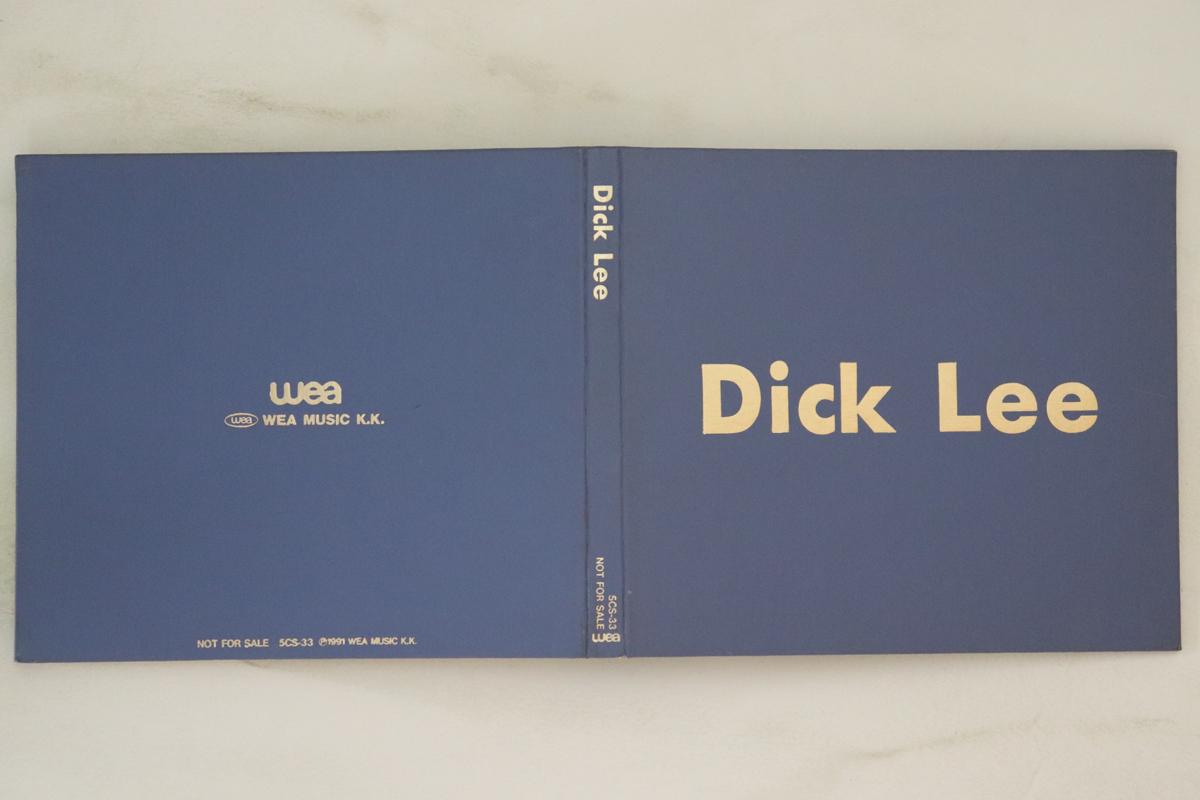 wea
wea WEA MUSIC K.K.
NOT FOR SALE 5CS-33 ℗1991 WEA MUSIC K.K.
Dick Lee
5CS-33
NOT FOR SALE
wea
Dick Lee